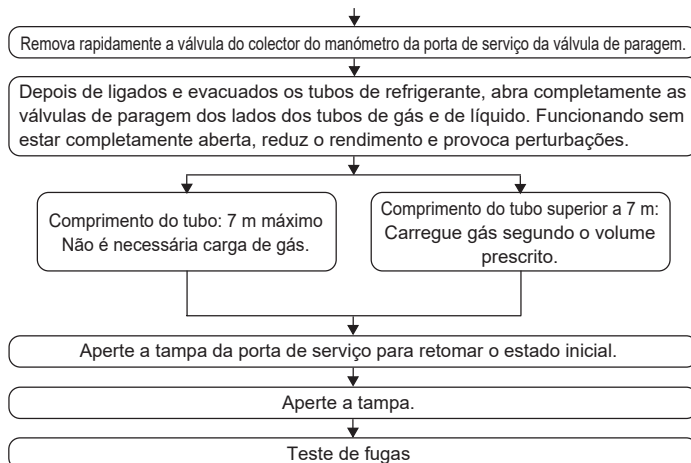 Remova rapidamente a válvula do colector do manómetro da porta de serviço da válvula de paragem.
Depois de ligados e evacuados os tubos de refrigerante, abra completamente as
válvulas de paragem dos lados dos tubos de gás e de líquido. Funcionando sem
estar completamente aberta, reduz o rendimento e provoca perturbações.
Comprimento do tubo: 7 m máximo
Não é necessária carga de gás.
Comprimento do tubo superior a 7 m:
Carregue gás segundo o volume
prescrito.
Aperte a tampa da porta de serviço para retomar o estado inicial.
Aperte a tampa.
Teste de fugas